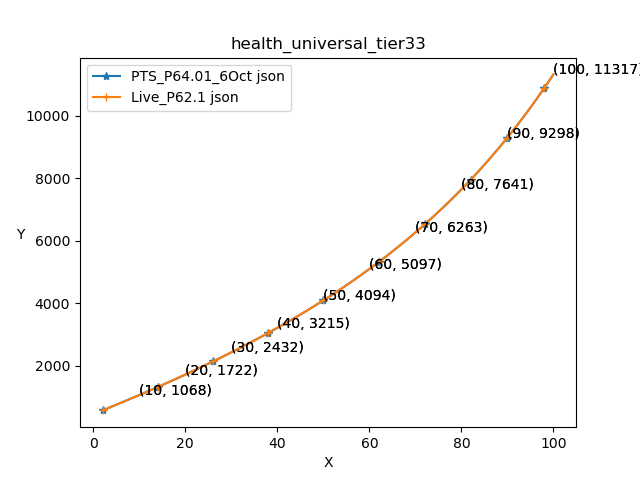 health_universal_tier33
PTS_P64.01_6Oct json
Live_P62.1 json
(100, 11317)
(90, 9298)
(80, 7641)
(70, 6263)
(60, 5097)
(50, 4094)
(40, 3215)
(30, 2432)
(20, 1722)
(10, 1068)
10000
8000
6000
4000
2000
Y
0 20 40 60 80 100
X